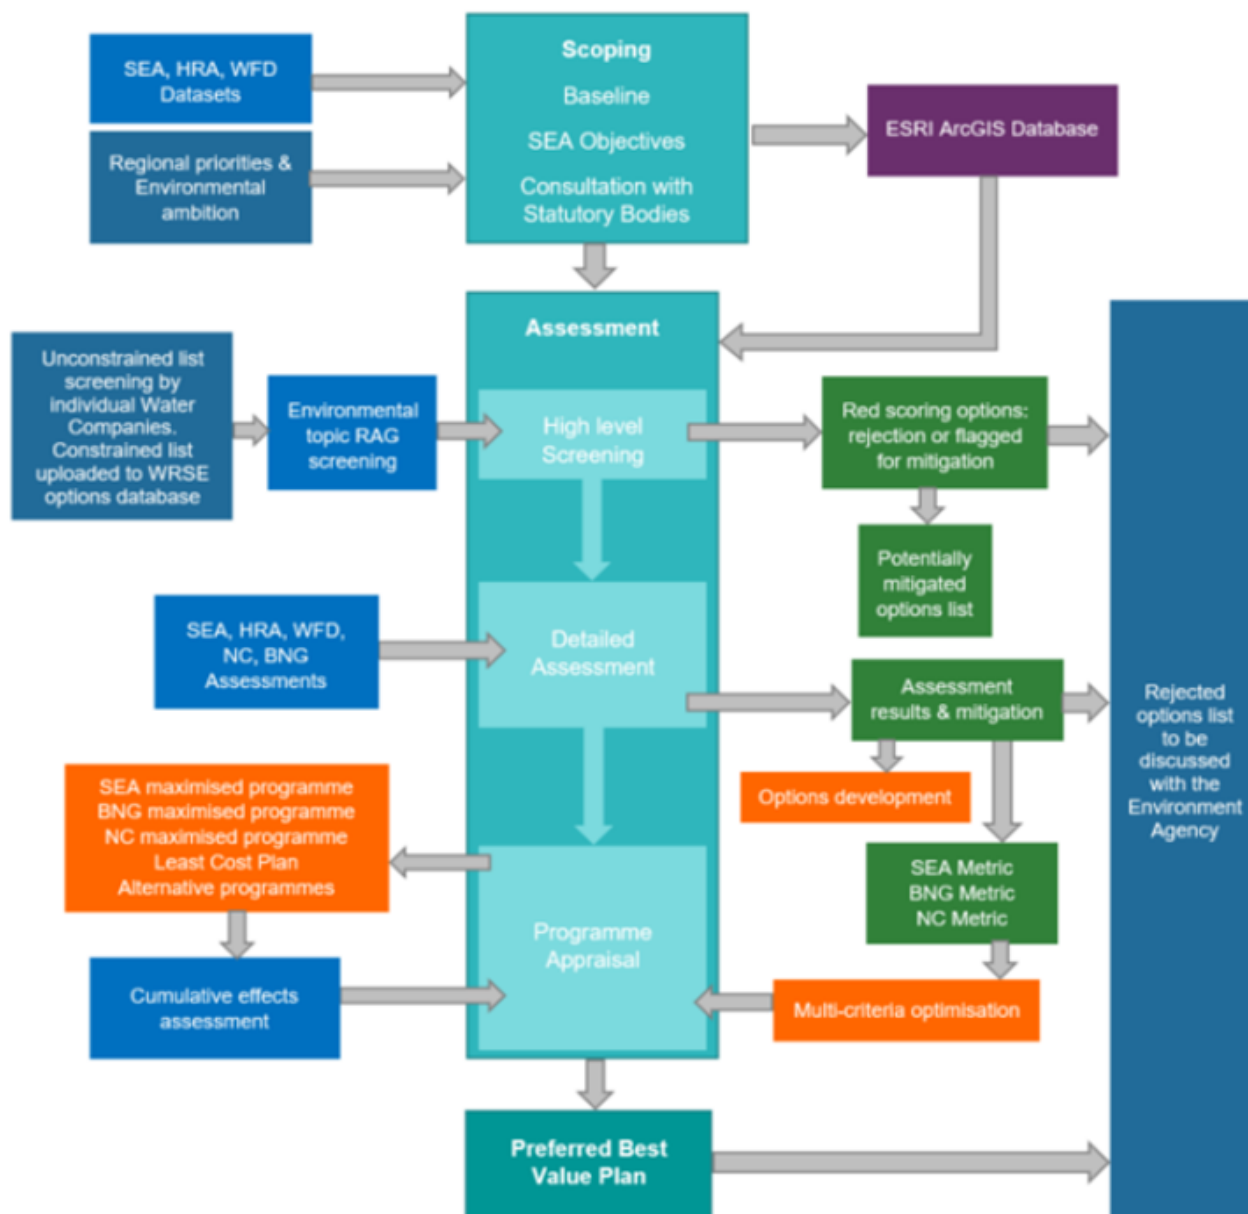 SEA, HRA, WFD
Datasets
Regional priorities &
Environmental
ambition
Scoping
Baseline
SEA Objectives
Consultation with
Statutory Bodies
ESRI ArcGIS Database
Assessment
Unconstrained list
screening by
individual Water
Companies.
Constrained list
uploaded to WRSE
options database
Environmental
topic RAG
screening
High level
Screening
Red scoring options:
rejection or flagged
for mitigation
Potentially
mitigated
options list
SEA, HRA, WFD,
NC, BNG
Assessments
Detailed
Assessment
Assessment
results & mitigation
Options development
SEA Metric
BNG Metric
NC Metric
Multi-criteria optimisation
SEA maximised programme
BNG maximised programme
NC maximised programme
Least Cost Plan
Alternative programmes
Cumulative effects
assessment
Programme
Appraisal
Preferred Best
Value Plan
Rejected
options list
to be
discussed
with the
Environment
Agency